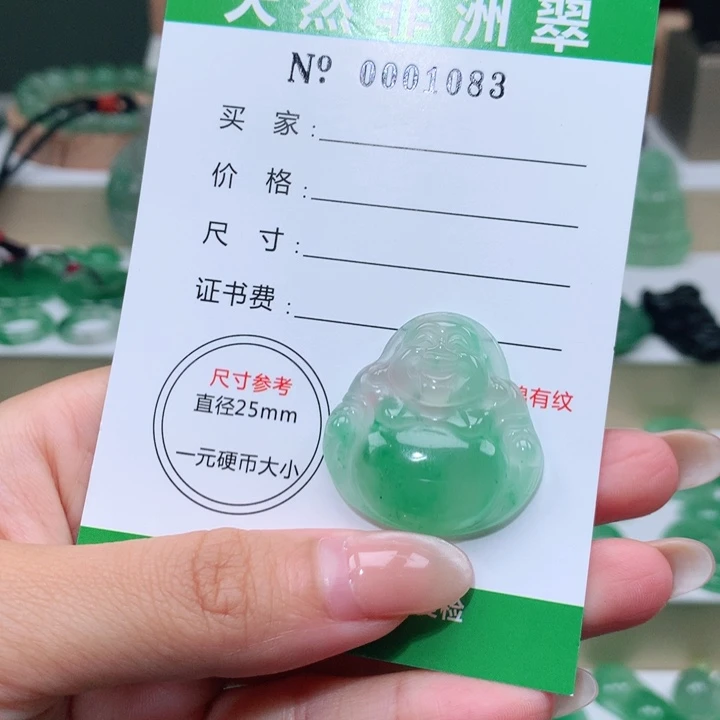 天然非洲翠
Nº 0001083
买 家:
价 格:
尺 寸:
证书费:
尺寸参考
直径25mm
一元硬币大小
有纹
检